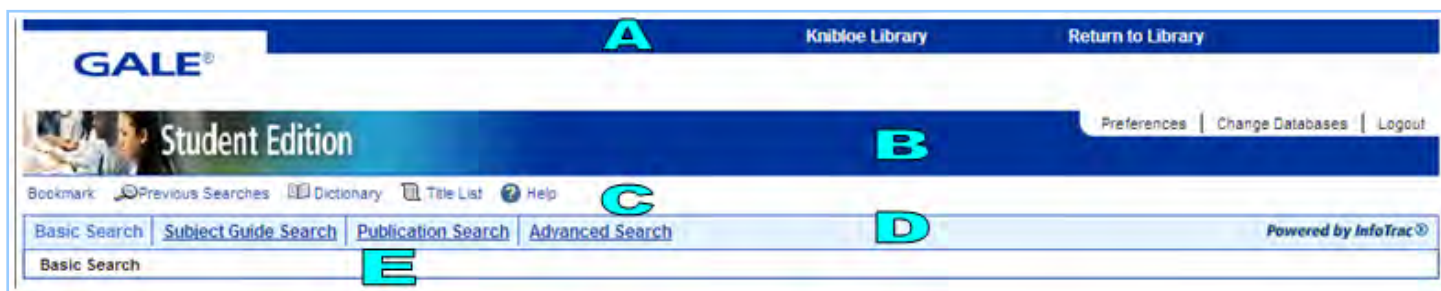 A Knibloe Library Return to Library
GALE®
Student Edition B Preferences | Change Databases | Logout
Bookmark Previous Searches Dictionary Title List Help C
Basic Search | Subject Guide Search | Publication Search | Advanced Search D Powered by InfoTrac®
Basic Search E